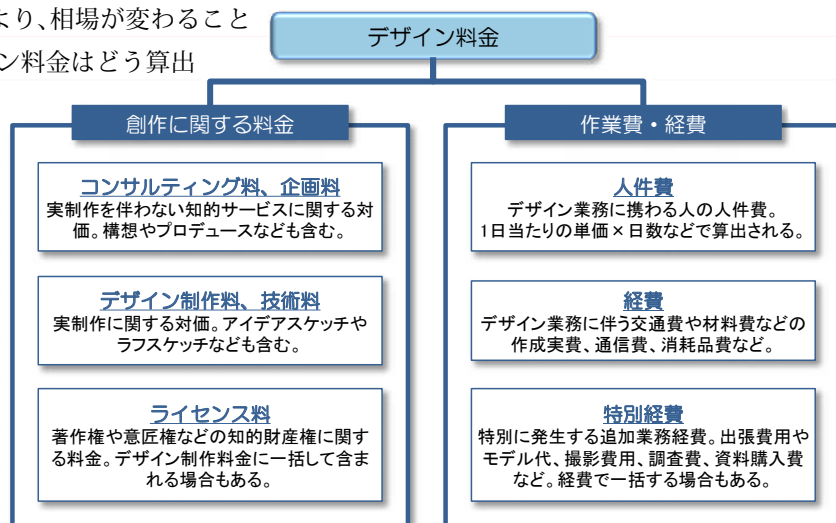 より、相場が変わること
ン料金はどう算出
デザイン料金
創作に関する料金
コンサルティング料、企画料
実制作を伴わない知的サービスに関する対
価。構想やプロデュースなども含む。
デザイン制作料、技術料
実制作に関する対価。アイデアスケッチや
ラフスケッチなども含む。
ライセンス料
著作権や意匠権などの知的財産権に関す
る料金。デザイン制作料金に一括して含ま
れる場合もある。
作業費・経費
人件費
デザイン業務に携わる人の人件費。
1日当たりの単価×日数などで算出される。
経費
デザイン業務に伴う交通費や材料費などの
作成実費、通信費、消耗品費など。
特別経費
特別に発生する追加業務経費。出張費用や
モデル代、撮影費用、調査費、資料購入費
など。経費で一括する場合もある。